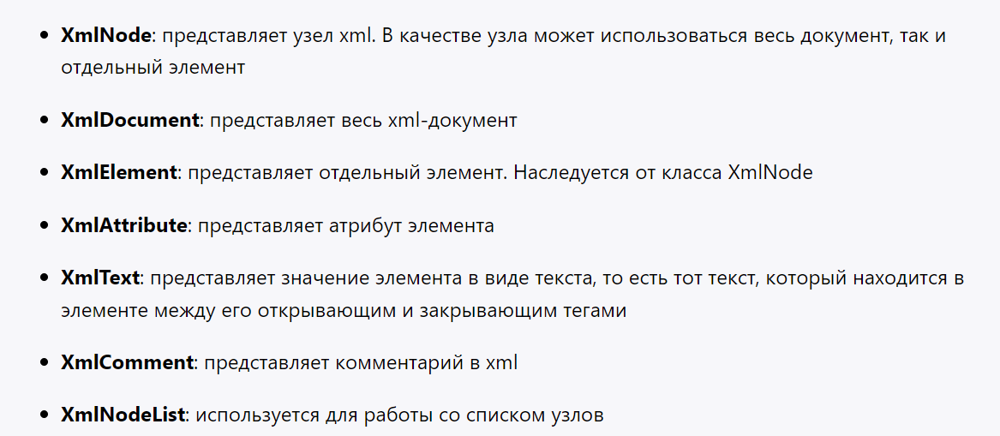 • XmlNode: представляет узел xml. В качестве узла может использоваться весь документ, так и
отдельный элемент
• XmlDocument: представляет весь xml-документ
• XmlElement: представляет отдельный элемент. Наследуется от класса XmlNode
• XmlAttribute: представляет атрибут элемента
• XmlText: представляет значение элемента в виде текста, то есть тот текст, который находится в
элементе между его открывающим и закрывающим тегами
• XmlComment: представляет комментарий в xml
• XmlNodeList: используется для работы со списком узлов